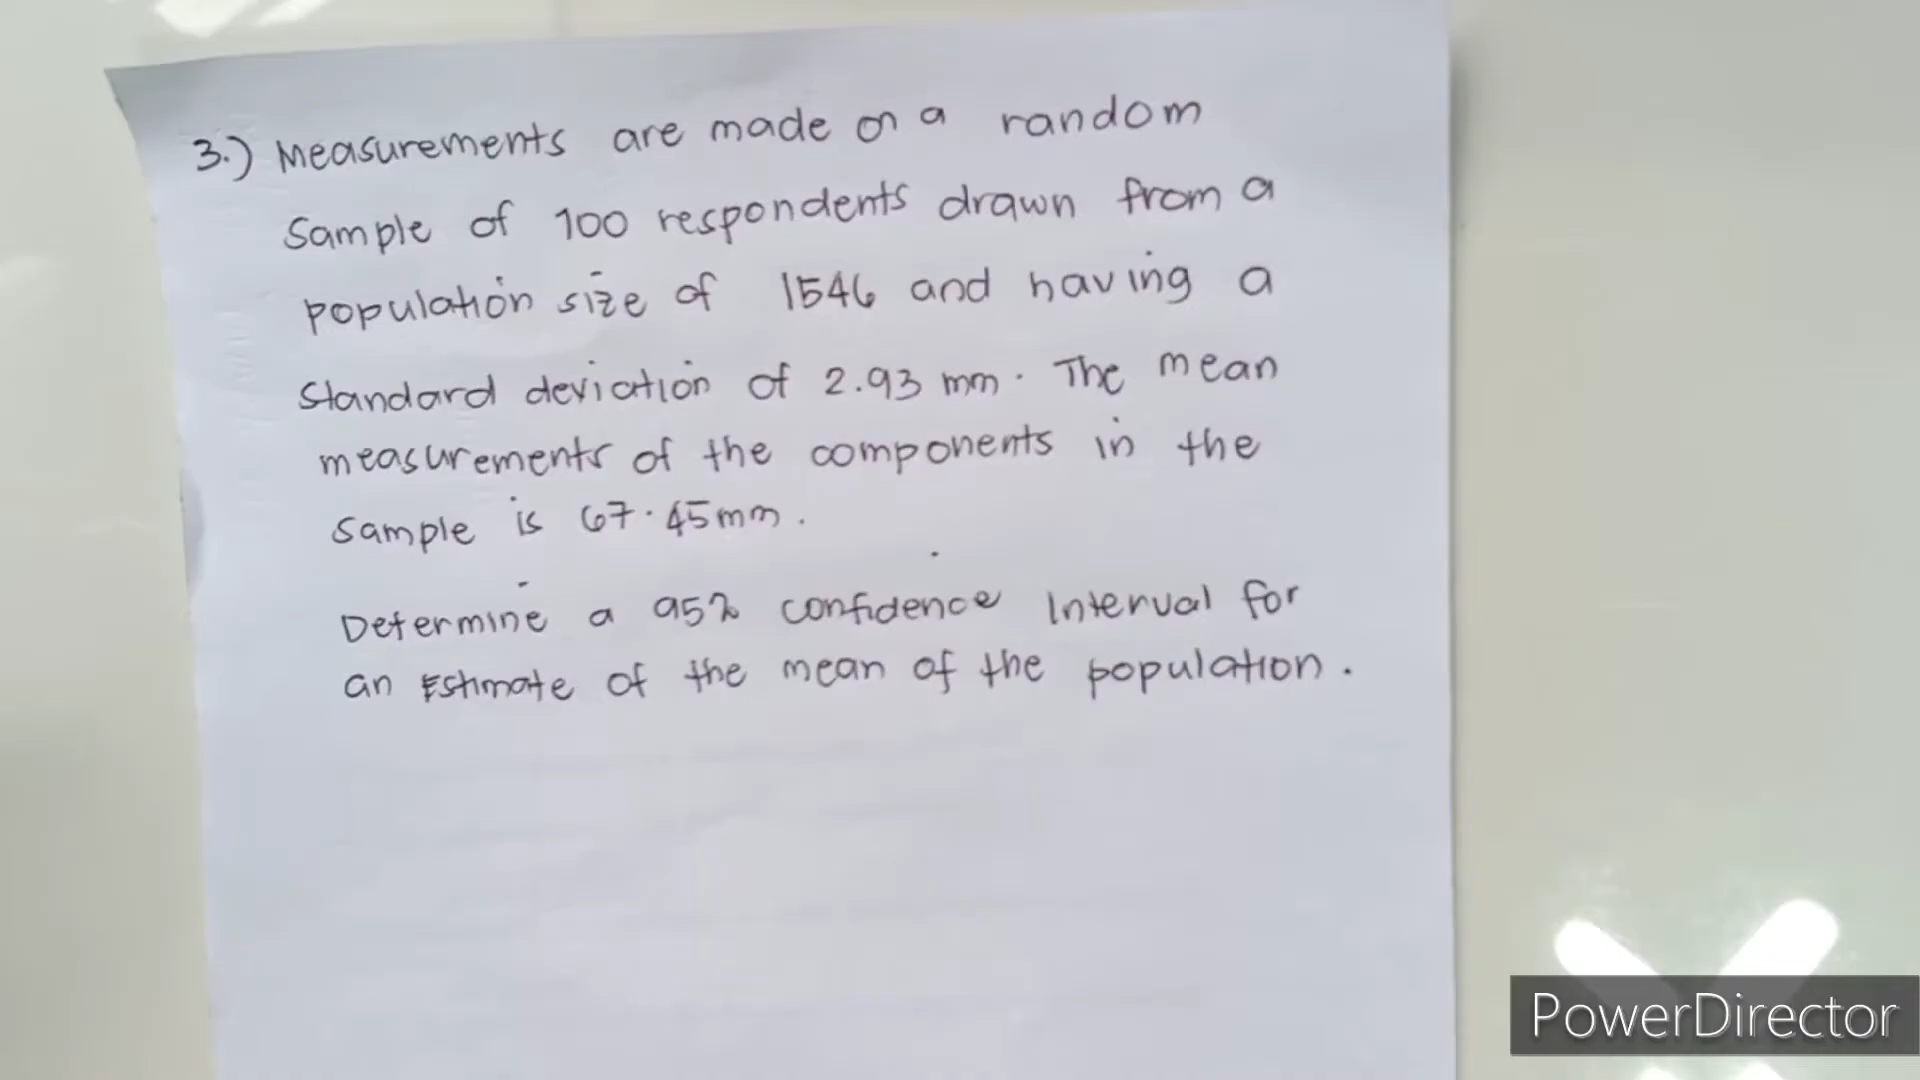 3.) Measurements are made on a random
sample of 100 respondents drawn from a
population size of 1546 and having a
standard deviation of 2.93 mm. The mean
measurements of the components in the
sample is 67.45mm.
Determine a 95% confidence Interval for
an Estimate of the mean of the population.
PowerDirector